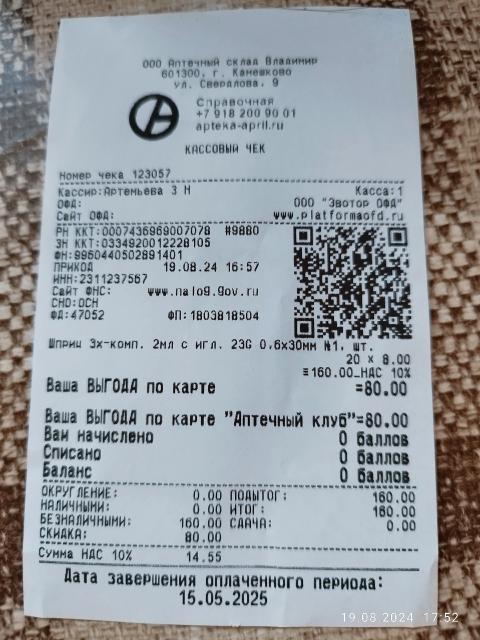 ООО Аптечный склад Владимир
601300, г. Камешково
ул. Свердлова, 9
Справочная
+7 918 200 90 01
apteka-april.ru
КАССОВЫЙ ЧЕК
Номер чека 123057
Кассир:Артемьева З Н Касса:1
ОФД: ООО "Эвотор ОФД"
Сайт ОФД: www.platformaofd.ru
РН ККТ:0007436969007078 #9880
ЗН ККТ:0334920012228105
ФН:9960440502891401
ПРИХОД 19.08.24 16:57
ИНН:2311237567
Сайт ФНС: www.nalog.gov.ru
СНО:ОСН
ФД:47052 ФП:1803818504
Шприц 3х-комп. 2мл с игл. 23G 0,6х30мм №1, шт.
20 х 8.00
≡160.00_НДС 10%
Ваша ВЫГОДА по карте =80.00
Ваша ВЫГОДА по карте "Аптечный клуб"=80.00
Вам начислено 0 баллов
Списано 0 баллов
Баланс 0 баллов
ОКРУГЛЕНИЕ: 0.00 ПОДЫТОГ: 160.00
НАЛИЧНЫМИ: 0.00 ИТОГ: 160.00
БЕЗНАЛИЧНЫМИ: 160.00 СДАЧА: 0.00
СКИДКА: 80.00
Сумма НДС 10% 14.55
Дата завершения оплаченного периода:
15.05.2025
19.08.2024 17:52